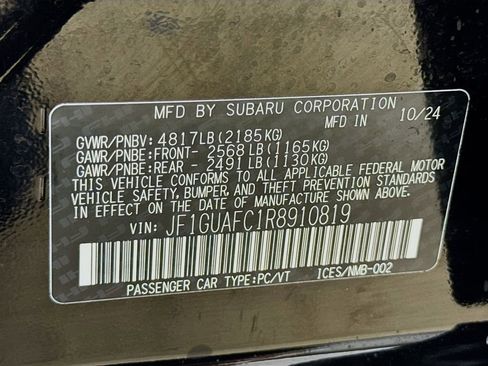 MFD BY SUBARU CORPORATION 10/24
GVWR/PNBV: 4817LB (2185KG)
GAWR/PNBE:FRONT- 2568LB (1165KG)
GAWR/PNBE:REAR - 2491LB (1130KG)
THIS VEHICLE CONFORMS TO ALL APPLICABLE FEDERAL MOTOR
VEHICLE SAFETY, BUMPER, AND THEFT PREVENTION STANDARDS
IN EFFECT ON THE DATE OF MANUFACTURE SHOWN ABOVE.
VIN: JF1GUAFC1R8910819
PASSENGER CAR TYPE:PC/VT ICES/NMB-002